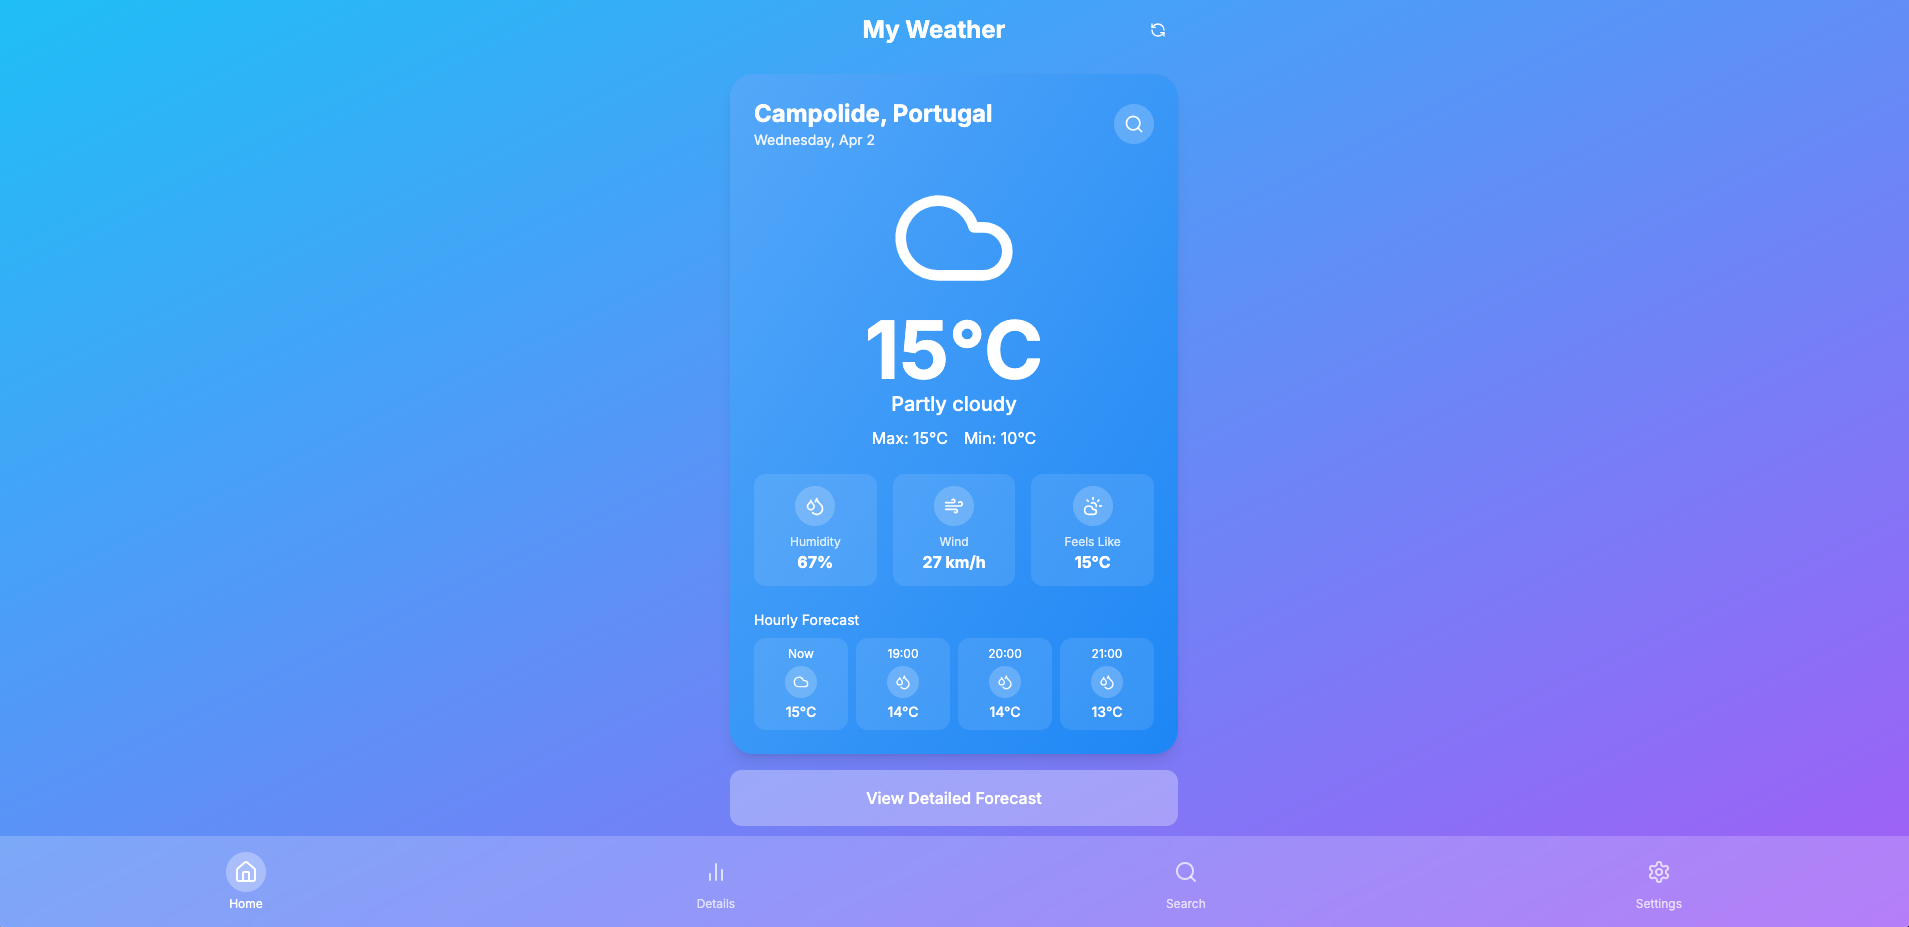 My Weather
Campolide, Portugal
Wednesday, Apr 2
15°C
Partly cloudy
Max: 15°C Min: 10°C
Humidity
67%
Wind
27 km/h
Feels Like
15°C
Hourly Forecast
Now
15°C
19:00
14°C
20:00
14°C
21:00
13°C
View Detailed Forecast
Home
Details
Search
Settings